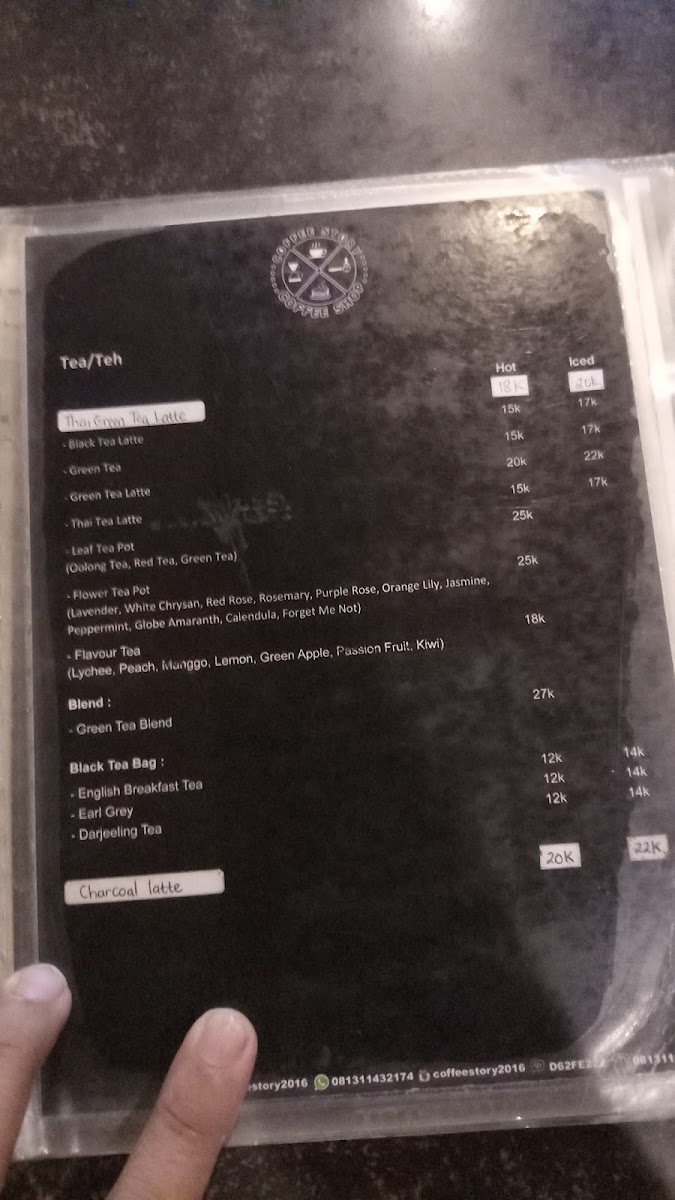 COFFEE STORY
COFFEE SHOP
Tea/Teh
Hot Iced
Thai Green Tea Latte 18K 20k
- Black Tea Latte 15k 17k
- Green Tea 15k 17k
- Green Tea Latte 20k 22k
- Thai Tea Latte 15k 17k
- Leaf Tea Pot 25k
(Oolong Tea, Red Tea, Green Tea)
- Flower Tea Pot 25k
(Lavender, White Chrysan, Red Rose, Rosemary, Purple Rose, Orange Lily, Jasmine,
Peppermint, Globe Amaranth, Calendula, Forget Me Not)
- Flavour Tea 18k
(Lychee, Peach, Manggo, Lemon, Green Apple, Passion Fruit, Kiwi)
Blend :
- Green Tea Blend 27k
Black Tea Bag :
- English Breakfast Tea 12k 14k
- Earl Grey 12k 14k
- Darjeeling Tea 12k 14k
Charcoal latte 20K 22K
story2016 081311432174 coffeestory2016 D62FE2 081311